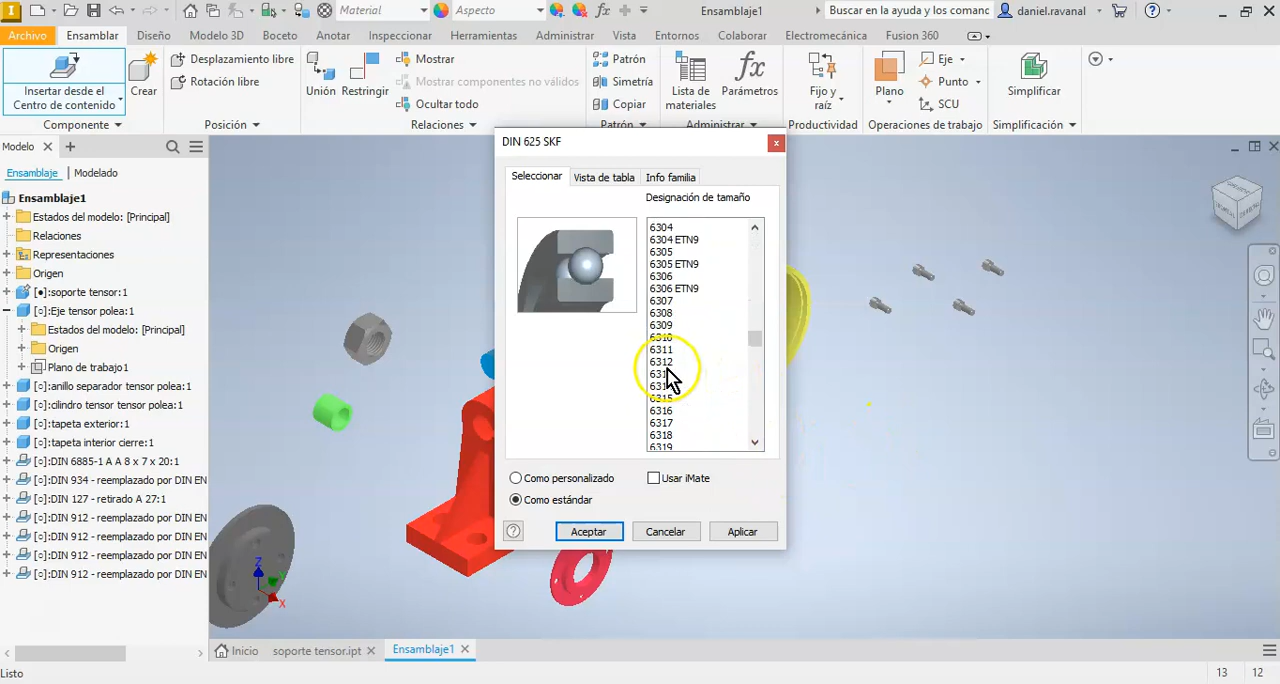 Material
Aspecto
Ensamblaje1
Buscar en la ayuda y los comanc
daniel.ravanal
Archivo
Ensamblar
Diseño
Modelo 3D
Boceto
Anotar
Inspeccionar
Herramientas
Administrar
Vista
Entornos
Colaborar
Electromecánica
Fusion 360
Insertar desde el
Centro de contenido
Crear
Desplazamiento libre
Rotación libre
Unión
Restringir
Mostrar
Mostrar componentes no válidos
Ocultar todo
Patrón
Simetría
Copiar
Lista de
materiales
fx
Parámetros
Fijo y
raíz
Plano
Eje
Punto
SCU
Simplificar
Componente
Posición
Relaciones
Patrón
Administrar
Productividad
Operaciones de trabajo
Simplificación
Modelo
Ensamblaje
Modelado
Ensamblaje1
Estados del modelo: [Principal]
Relaciones
Representaciones
Origen
soporte tensor:1
Eje tensor polea:1
Estados del modelo: [Principal]
Origen
Plano de trabajo1
anillo separador tensor polea:1
cilindro tensor tensor polea:1
tapeta exterior:1
tapeta interior cierre:1
DIN 6885-1 A A 8 x 7 x 20:1
DIN 934 - reemplazado por DIN EN
DIN 127 - retirado A 27:1
DIN 912 - reemplazado por DIN EN
DIN 912 - reemplazado por DIN EN
DIN 912 - reemplazado por DIN EN
DIN 912 - reemplazado por DIN EN
DIN 625 SKF
Seleccionar
Vista de tabla
Info familia
Designación de tamaño
6304
6304 ETN9
6305
6305 ETN9
6306
6306 ETN9
6307
6308
6309
6310
6311
6312
6315
6316
6317
6318
6319
Como personalizado
Como estándar
Usar iMate
Aceptar
Cancelar
Aplicar
Z
X
Inicio
soporte tensor.ipt
Ensamblaje1
Listo
13
12